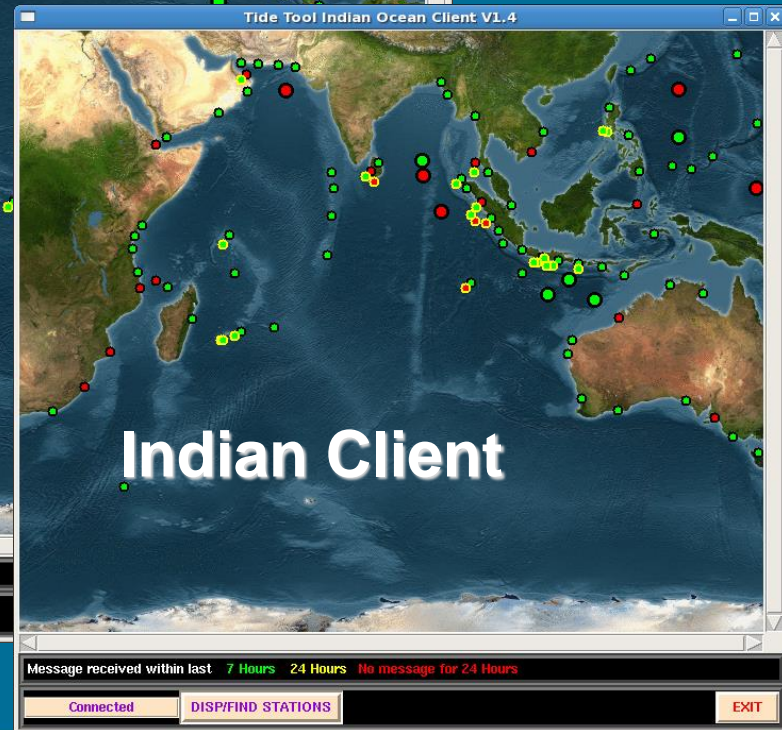 Tide Tool Indian Ocean Client V1.4
Indian Client
Message received within last 7 Hours 24 Hours No message for 24 Hours
Connected DISP/FIND STATIONS EXIT